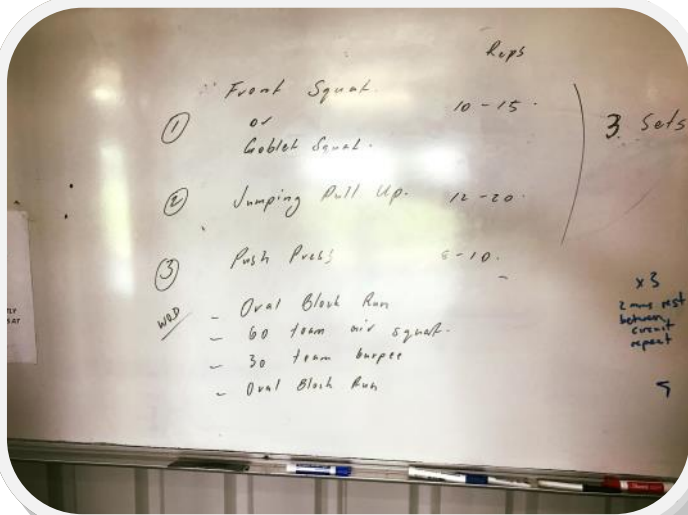 Reps
Front Squat. 10-15.
① or
Goblet Squat.
3 Sets
② Jumping Pull Up. 12-20.
③ Push Press 6-10.
WOD
- Oval Block Run
- 60 team air squat.
- 30 team burpee
- Oval Block Run
x3
2 mins rest
between
circuit
repeat